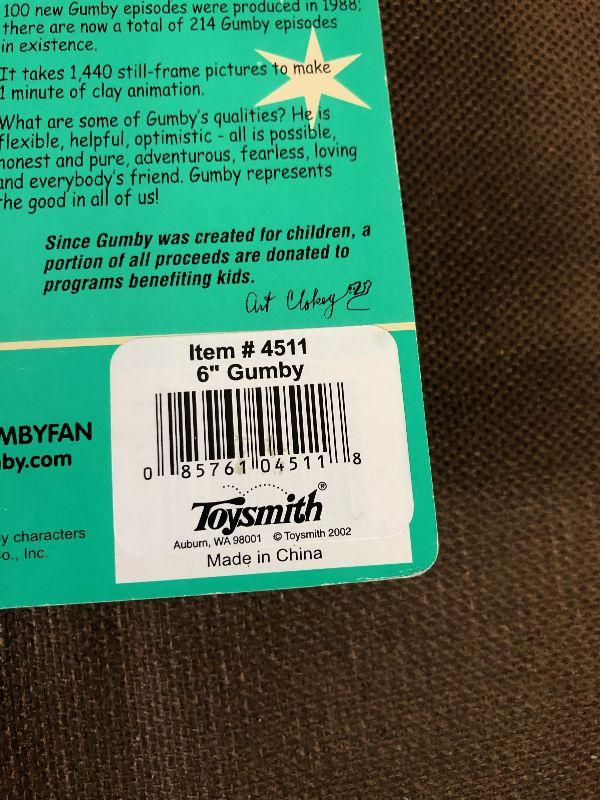 100 new Gumby episodes were produced in 1988;
there are now a total of 214 Gumby episodes
in existence.
It takes 1,440 still-frame pictures to make
1 minute of clay animation.
What are some of Gumby's qualities? He is
flexible, helpful, optimistic - all is possible,
honest and pure, adventurous, fearless, loving
and everybody's friend. Gumby represents
the good in all of us!
Since Gumby was created for children, a
portion of all proceeds are donated to
programs benefiting kids.
Art Clokey
Item # 4511
6" Gumby
0 85761 04511 8
MBYFAN
by.com
Toysmith®
Auburn, WA 98001 © Toysmith 2002
Made in China
y characters
o., Inc.